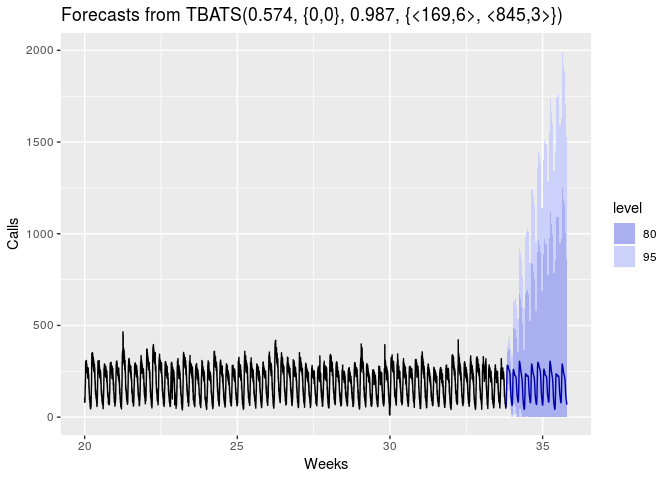 Forecasts from TBATS(0.574, {0,0}, 0.987, {<169,6>, <845,3>})
2000
1500
1000
500
0
Calls
20
25
30
35
Weeks
level
80
95